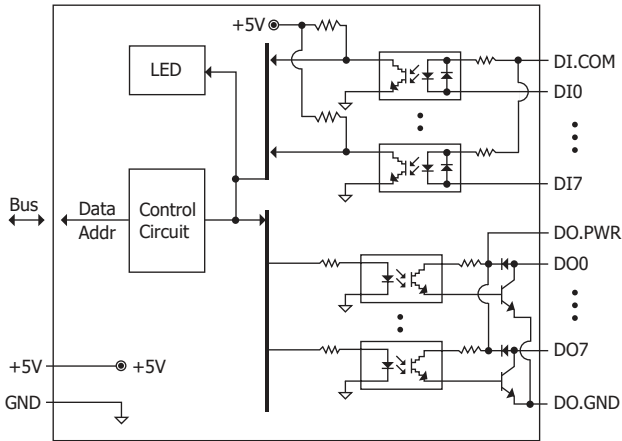 +5V
LED
DI.COM
DI0
DI7
Bus
Data
Addr
Control
Circuit
DO.PWR
DO0
DO7
+5V
+5V
GND
DO.GND